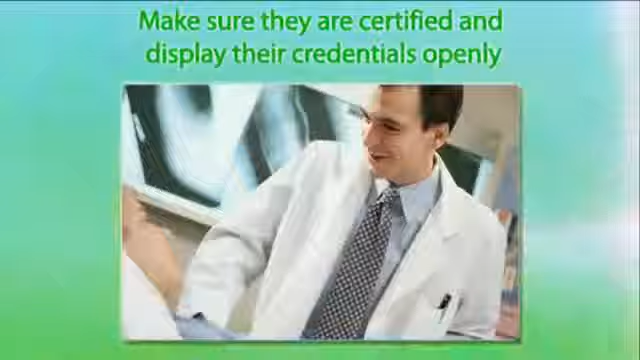 Make sure they are certified and
display their credentials openly